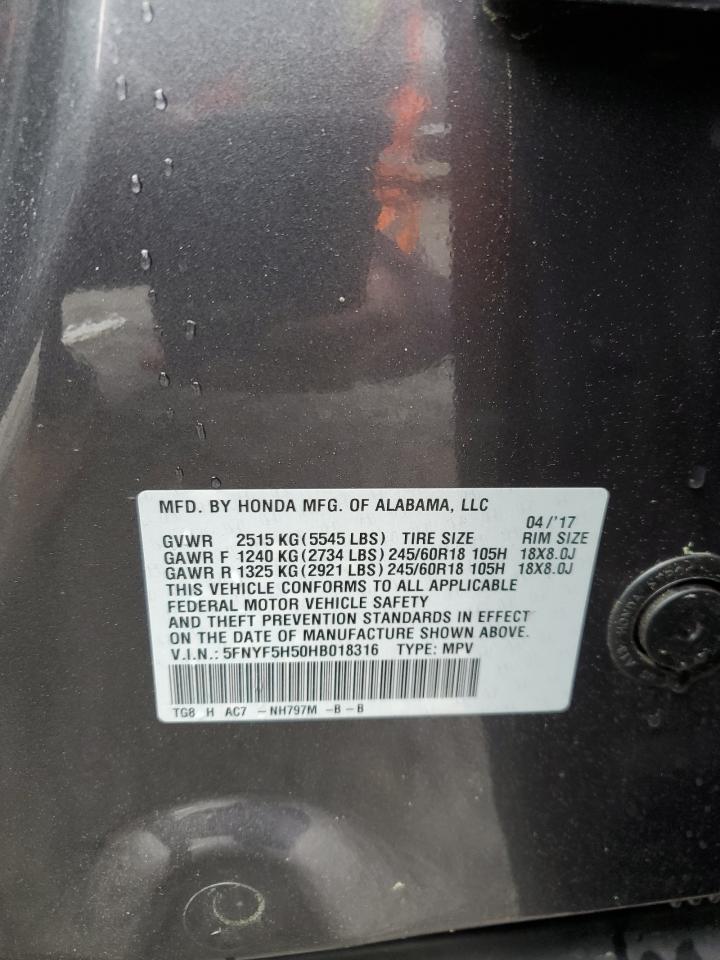 MFD. BY HONDA MFG. OF ALABAMA, LLC
04/'17
GVWR 2515 KG (5545 LBS) TIRE SIZE RIM SIZE
GAWR F 1240 KG (2734 LBS) 245/60R18 105H 18X8.0J
GAWR R 1325 KG (2921 LBS) 245/60R18 105H 18X8.0J
THIS VEHICLE CONFORMS TO ALL APPLICABLE
FEDERAL MOTOR VEHICLE SAFETY
AND THEFT PREVENTION STANDARDS IN EFFECT
ON THE DATE OF MANUFACTURE SHOWN ABOVE.
V.I.N.: 5FNYF5H50HB018316 TYPE: MPV
TG8 H AC7 -NH797M -B-B
HONDA